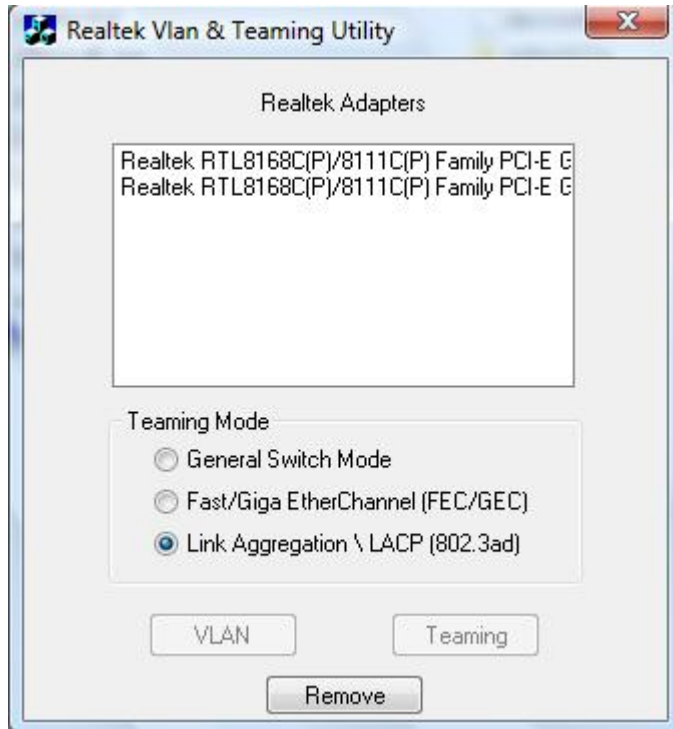 Realtek Vlan & Teaming Utility
Realtek Adapters
Realtek RTL8168C(P)/8111C(P) Family PCI-E G
Realtek RTL8168C(P)/8111C(P) Family PCI-E G
Teaming Mode
General Switch Mode
Fast/Giga EtherChannel (FEC/GEC)
Link Aggregation \ LACP (802.3ad)
VLAN Teaming
Remove